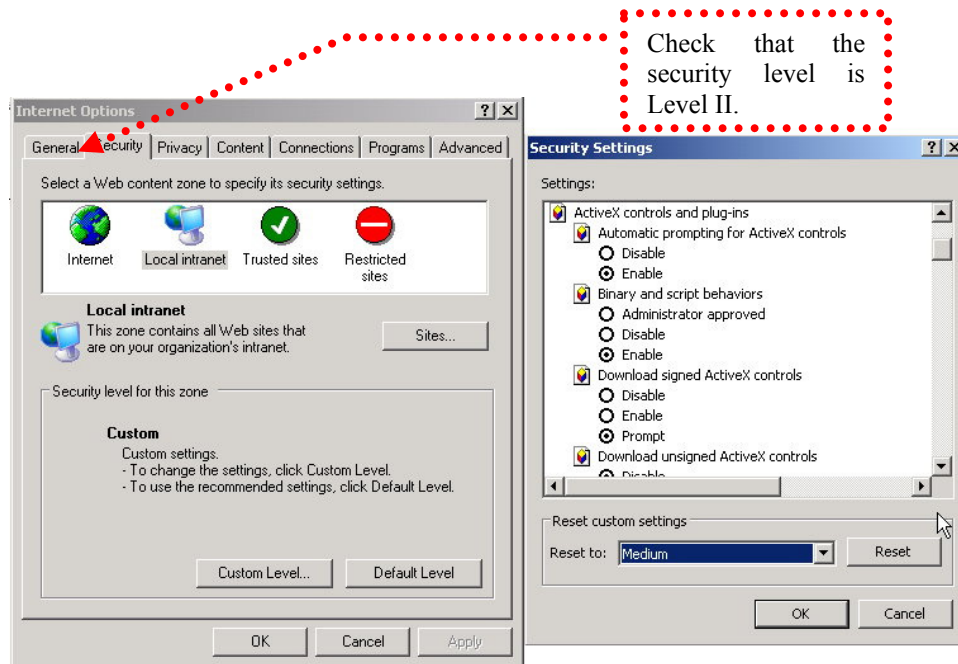 Check that the
security level is
Level II.
Internet Options
General Security Privacy Content Connections Programs Advanced
Select a Web content zone to specify its security settings.
Internet Local intranet Trusted sites Restricted
sites
Local intranet
This zone contains all Web sites that
are on your organization's intranet.
Sites...
Security level for this zone
Custom
Custom settings.
- To change the settings, click Custom Level.
- To use the recommended settings, click Default Level.
Custom Level... Default Level
OK Cancel Apply
Security Settings
Settings:
ActiveX controls and plug-ins
Automatic prompting for ActiveX controls
Disable
Enable
Binary and script behaviors
Administrator approved
Disable
Enable
Download signed ActiveX controls
Disable
Enable
Prompt
Download unsigned ActiveX controls
Disable
Reset custom settings
Reset to: Medium Reset
OK Cancel